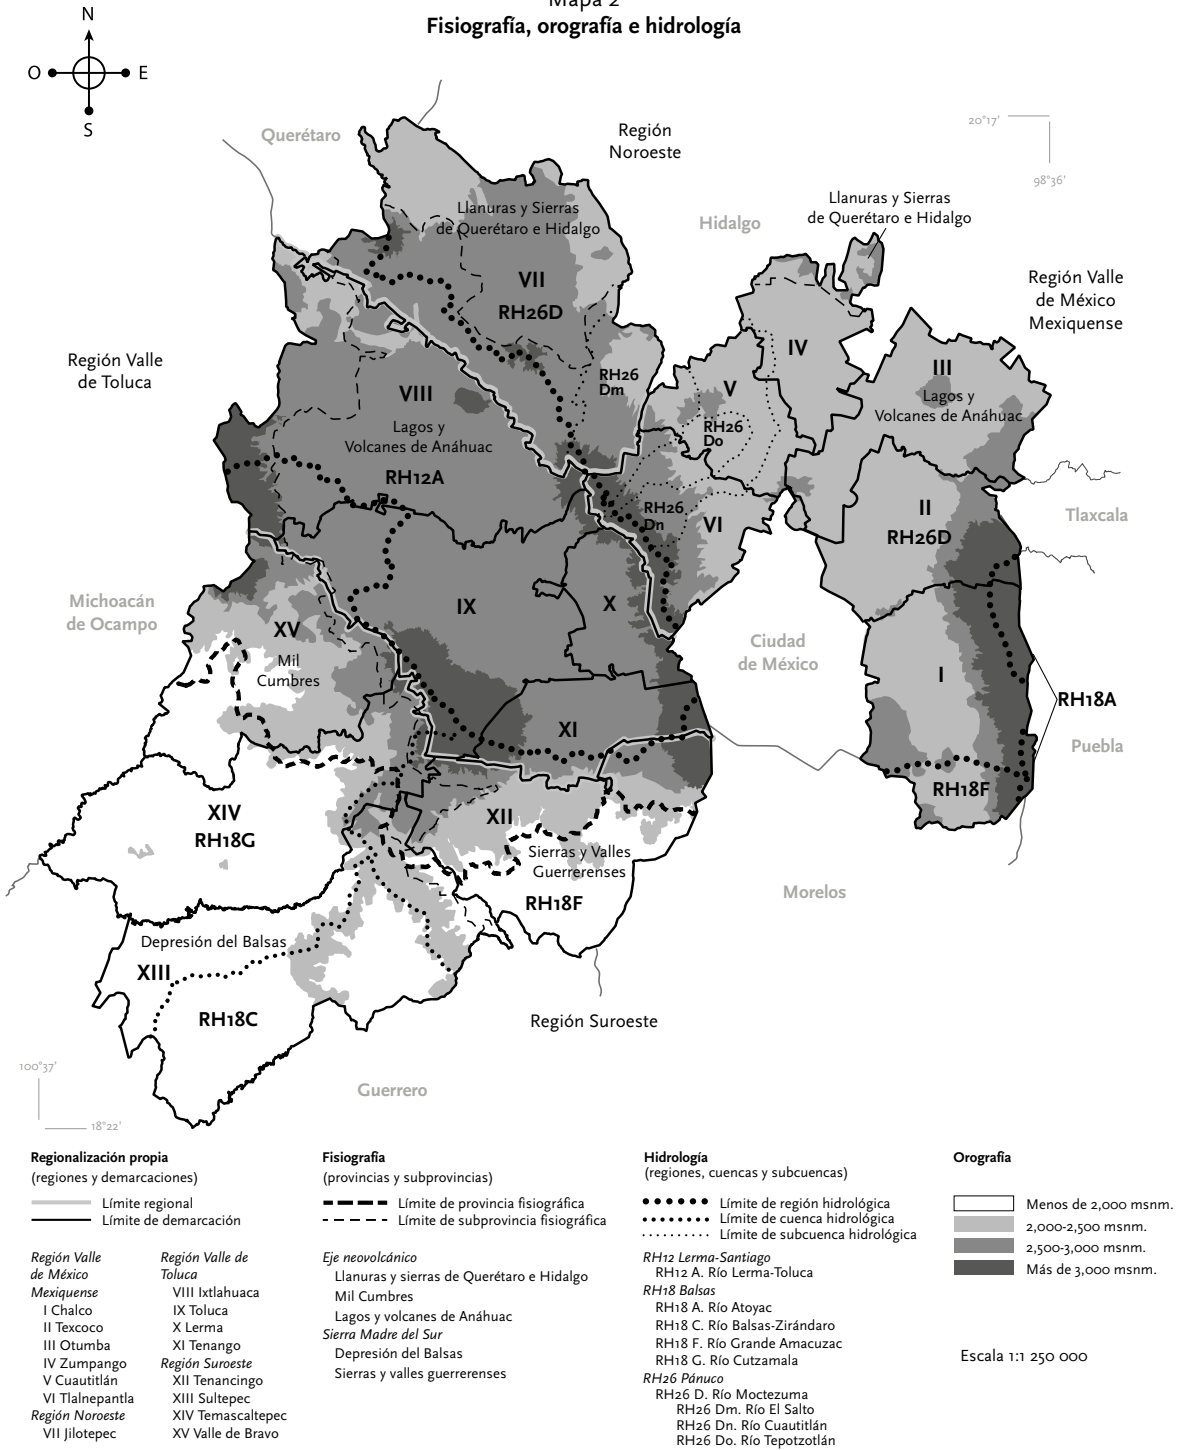 Mapa 2
Fisiografía, orografía e hidrología
N
O
E
S
Querétaro
Región
Noroeste
20°17'
98°36'
Llanuras y Sierras
de Querétaro e Hidalgo
Hidalgo
Llanuras y Sierras
de Querétaro e Hidalgo
VII
RH26D
Región Valle
de México
Mexiquense
IV
Región Valle
de Toluca
III
Lagos y
Volcanes de Anáhuac
RH26
Dm
V
VIII
Lagos y
Volcanes de Anáhuac
RH26
Do
RH12A
RH26
Dn
VI
II
RH26D
Tlaxcala
Michoacán
de Ocampo
IX
X
XV
Mil
Cumbres
Ciudad
de México
I
RH18A
XI
Puebla
RH18F
XIV
RH18G
XII
Sierras y Valles
Guerrerenses
RH18F
Morelos
Depresión del Balsas
XIII
RH18C
Región Suroeste
100°37'
18°22'
Guerrero
Regionalización propia
(regiones y demarcaciones)
Límite regional
Límite de demarcación
Región Valle
de México
Mexiquense
I Chalco
II Texcoco
III Otumba
IV Zumpango
V Cuautitlán
VI Tlalnepantla
Región Noroeste
VII Jilotepec
Región Valle de
Toluca
VIII Ixtlahuaca
IX Toluca
X Lerma
XI Tenango
Región Suroeste
XII Tenancingo
XIII Sultepec
XIV Temascaltepec
XV Valle de Bravo
Fisiografía
(provincias y subprovincias)
Límite de provincia fisiográfica
Límite de subprovincia fisiográfica
Eje neovolcánico
Llanuras y sierras de Querétaro e Hidalgo
Mil Cumbres
Lagos y volcanes de Anáhuac
Sierra Madre del Sur
Depresión del Balsas
Sierras y valles guerrerenses
Hidrología
(regiones, cuencas y subcuencas)
Límite de región hidrológica
Límite de cuenca hidrológica
Límite de subcuenca hidrológica
RH12 Lerma-Santiago
RH12 A. Río Lerma-Toluca
RH18 Balsas
RH18 A. Río Atoyac
RH18 C. Río Balsas-Zirándaro
RH18 F. Río Grande Amacuzac
RH18 G. Río Cutzamala
RH26 Pánuco
RH26 D. Río Moctezuma
RH26 Dm. Río El Salto
RH26 Dn. Río Cuautitlán
RH26 Do. Río Tepotzotlán
Orografía
Menos de 2,000 msnm.
2,000-2,500 msnm.
2,500-3,000 msnm.
Más de 3,000 msnm.
Escala 1:1 250 000